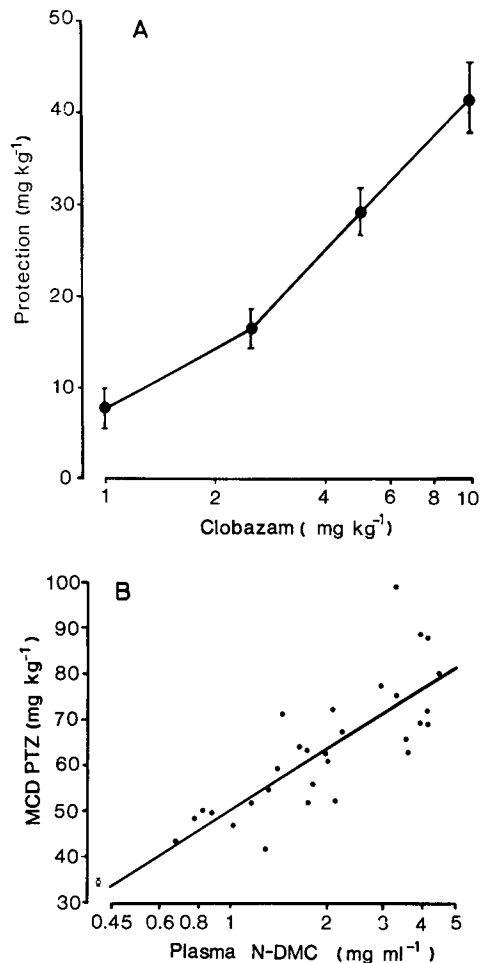 A
50
40
30
20
10
0
Protection (mg kg⁻¹)
1 2 4 6 8 10
Clobazam ( mg kg⁻¹)
B
100
90
80
70
60
50
40
30
MCD PTZ (mg kg⁻¹)
0.45 0.6 0.8 1 2 3 4 5
Plasma N-DMC (mg ml⁻¹)